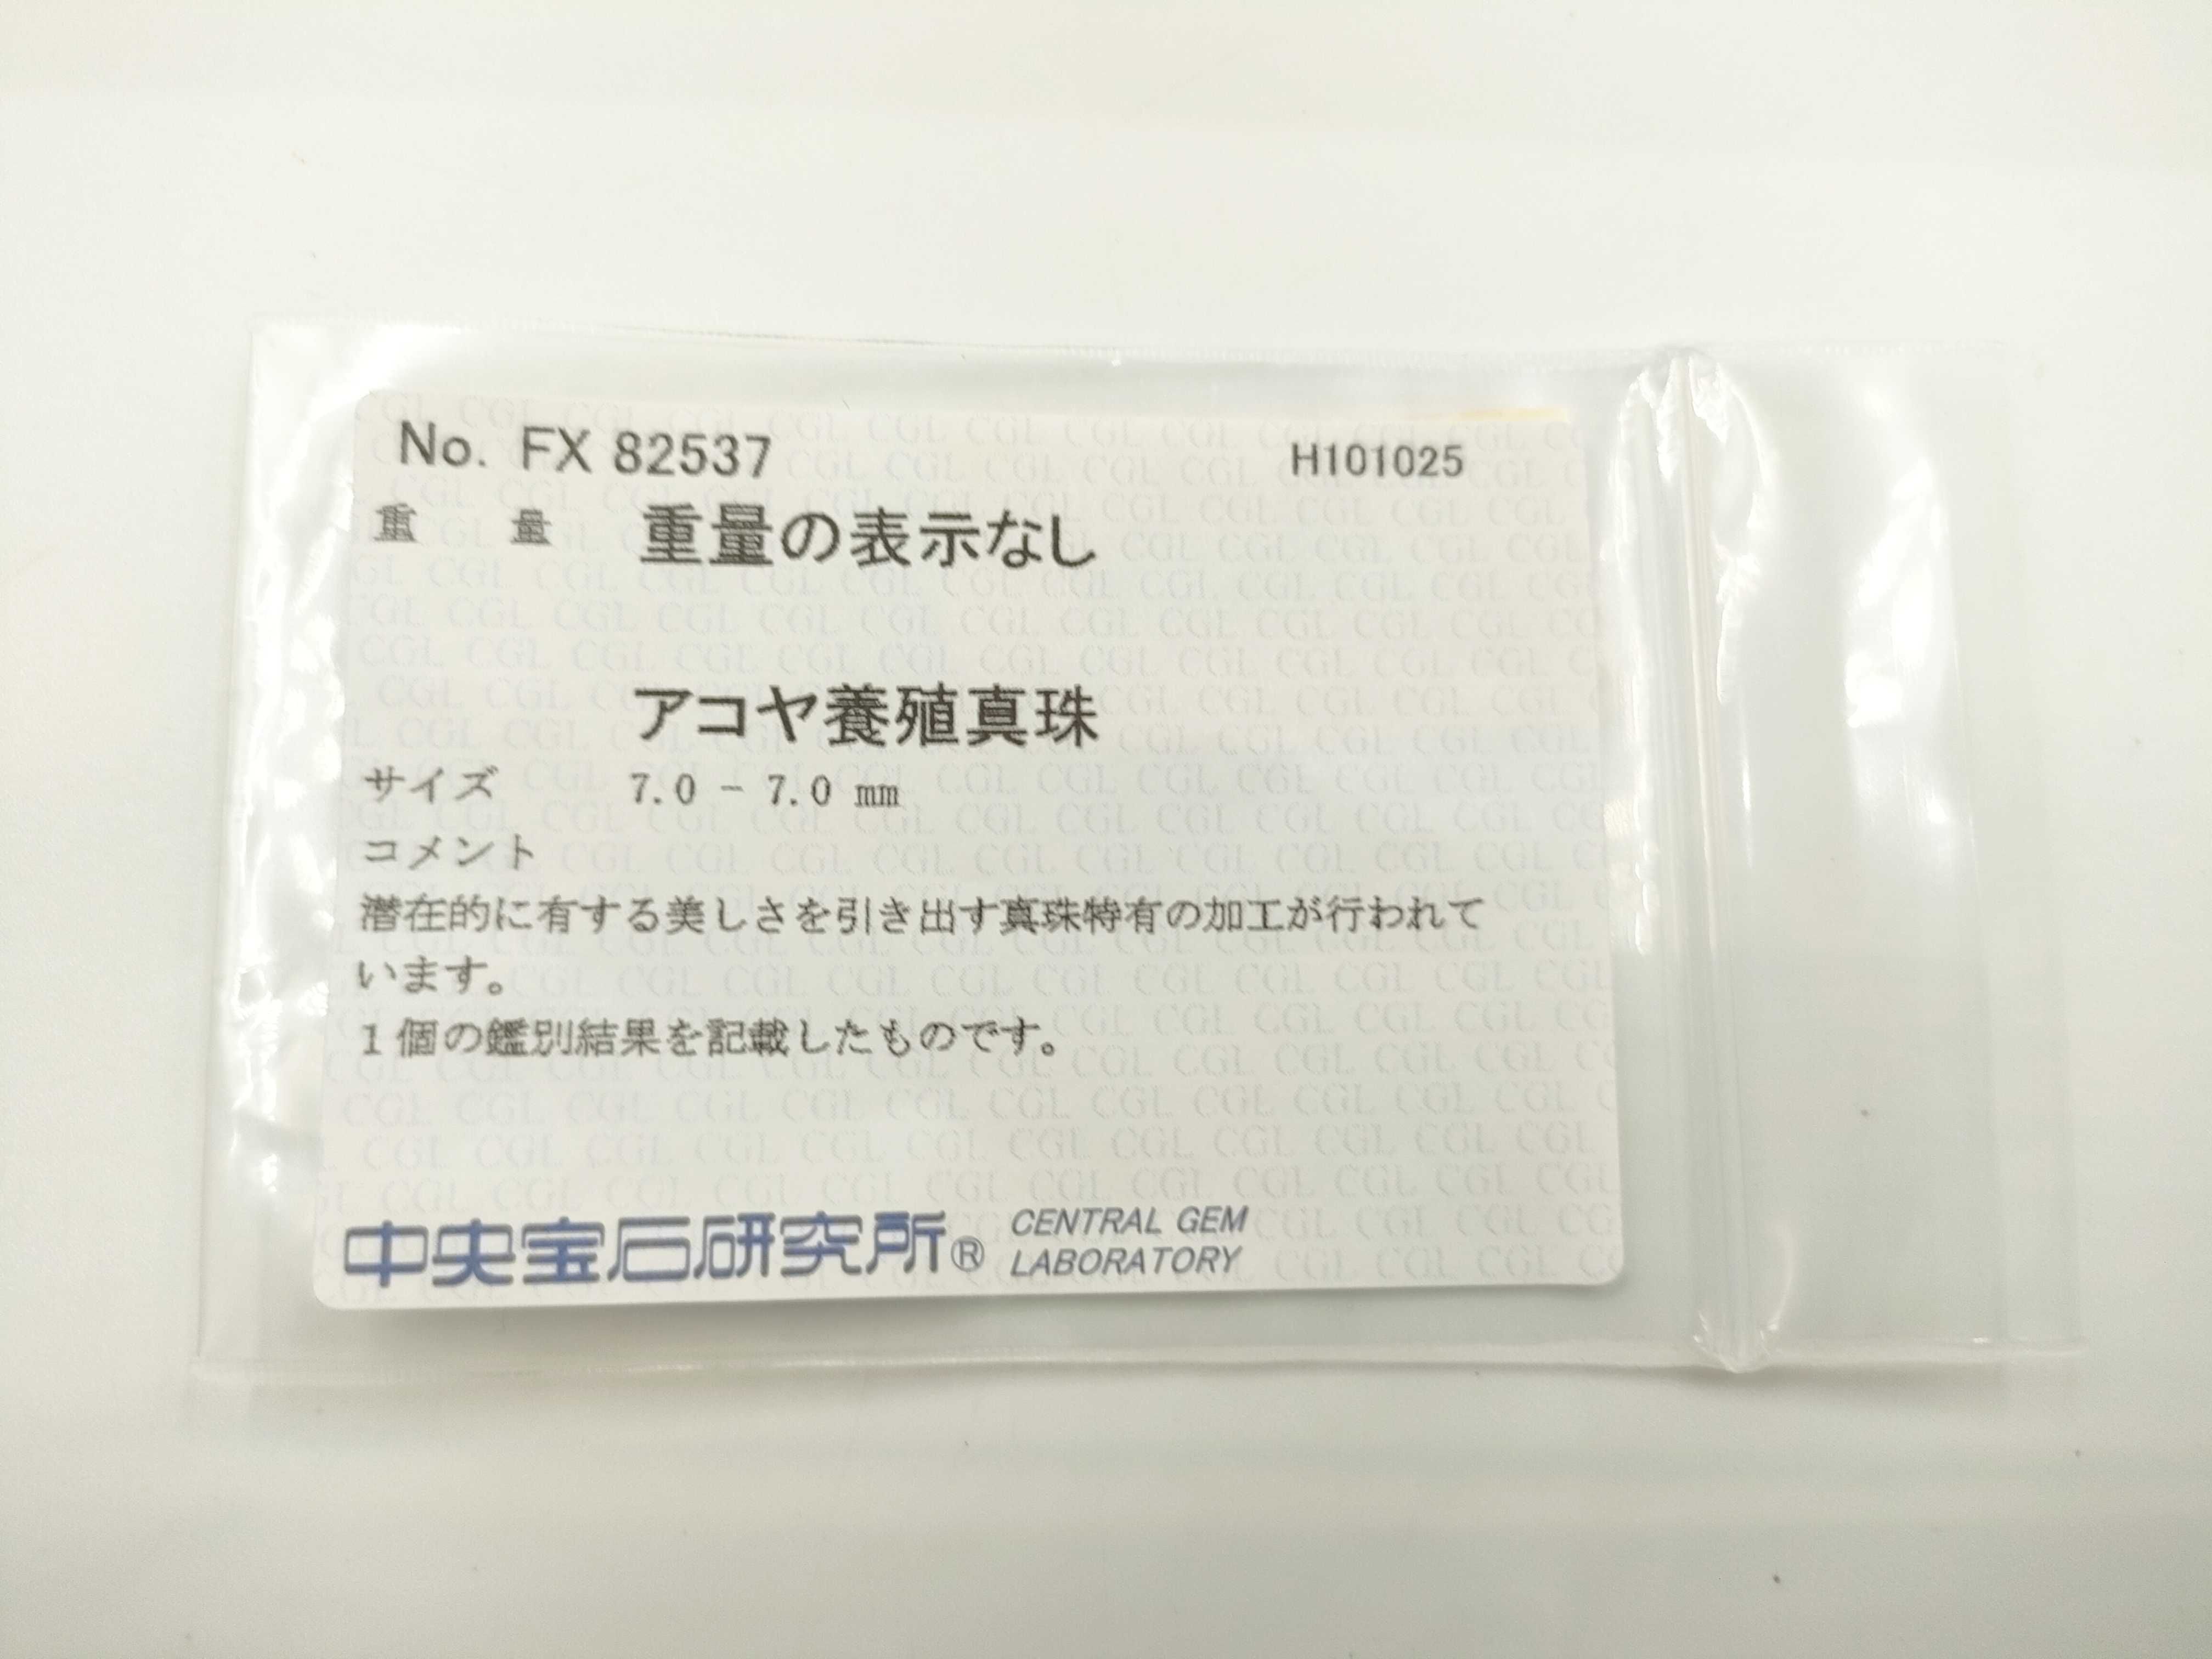 No. FX 82537 H101025
重 量 重量の表示なし
アコヤ養殖真珠
サイズ 7.0 - 7.0 mm
コメント
潜在的に有する美しさを引き出す真珠特有の加工が行われて
います。
1個の鑑別結果を記載したものです。
中央宝石研究所® CENTRAL GEM
LABORATORY